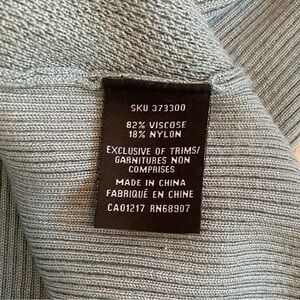 SKU 373300
82% VISCOSE
18% NYLON
EXCLUSIVE OF TRIMS/
GARNITURES NON
COMPRISES
MADE IN CHINA
FABRIQUÉ EN CHINE
CA01217 RN68907